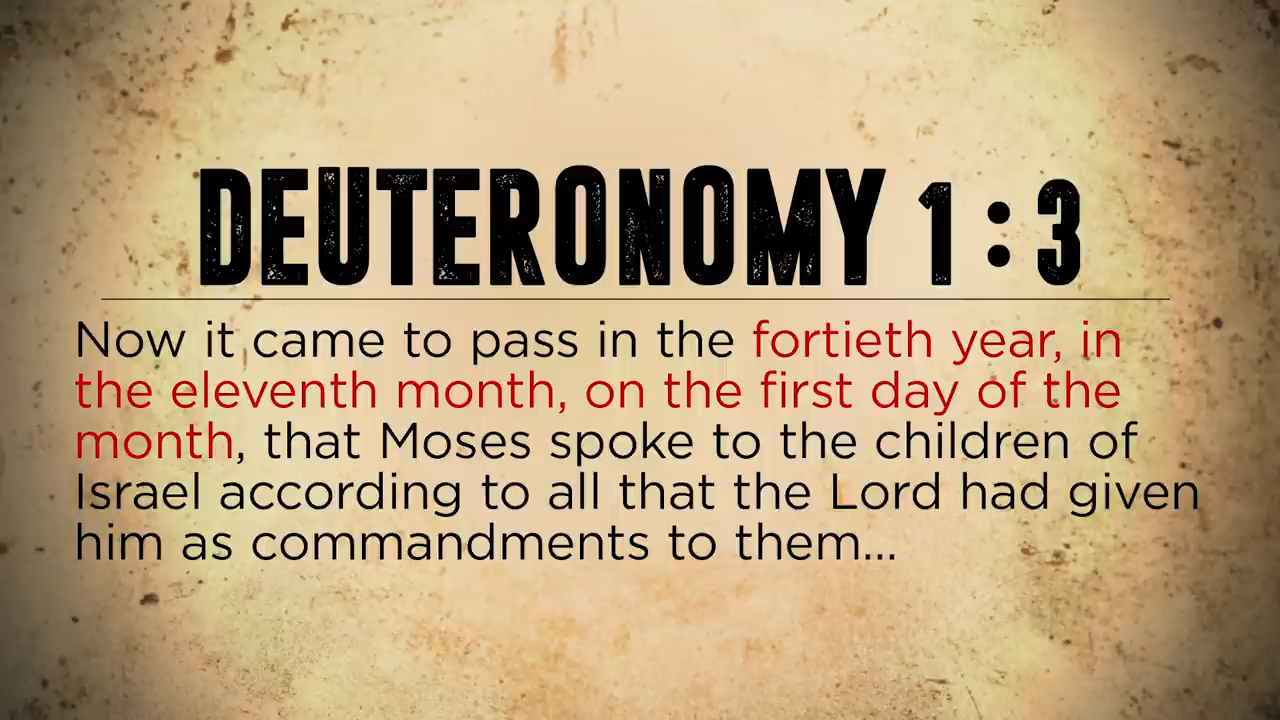 DEUTERONOMY 1 : 3
Now it came to pass in the fortieth year, in
the eleventh month, on the first day of the
month, that Moses spoke to the children of
Israel according to all that the Lord had given
him as commandments to them...